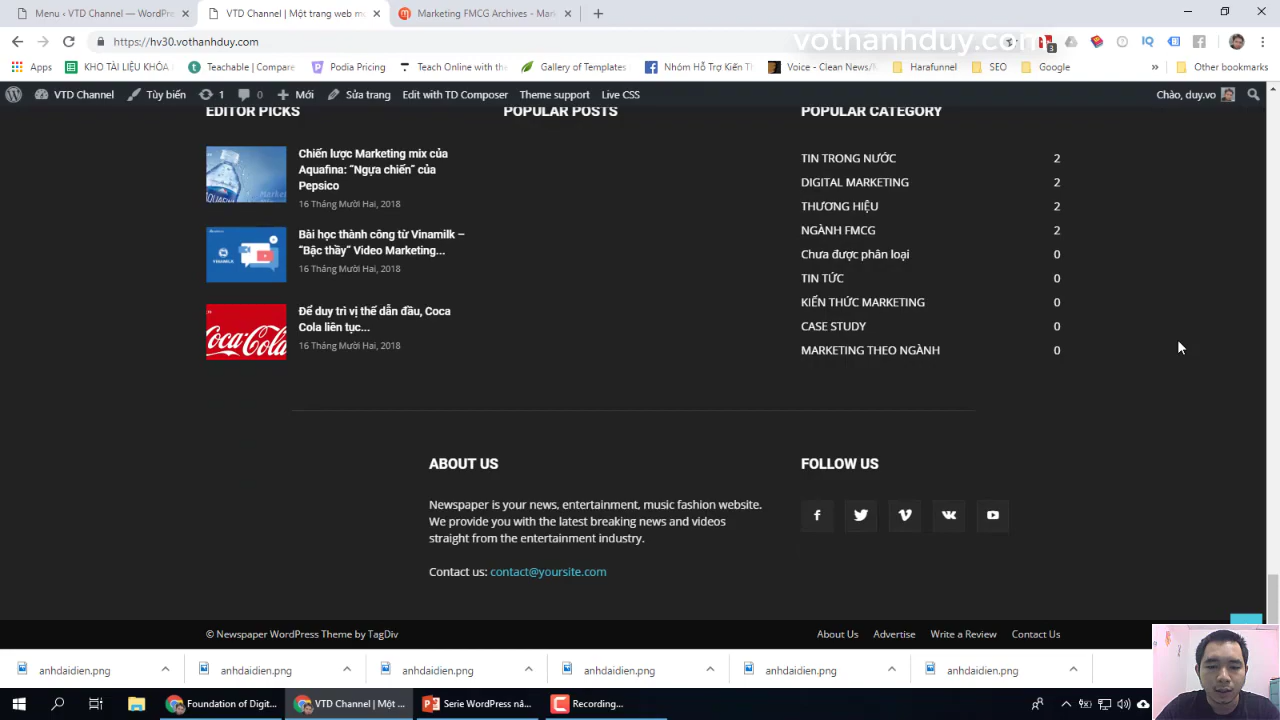 Menu ‹ VTD Channel — WordPress
VTD Channel | Một trang web m
Marketing FMCG Archives - Mar
https://v30.vothanhduy.com
vothanhduy.com
3
Apps
KHO TÀI LIỆU KHÓA
Teachable | Compare
Podia Pricing
Teach Online with the
Gallery of Templates
Nhóm Hỗ Trợ Kiến T
Voice - Clean News
Harafunnel
SEO
Google
Other bookmarks
VTD Channel
Tùy biến
1
0
Mới
Sửa trang
Edit with TD Composer
Theme support
Live CSS
Chào, duy.vo
EDITOR PICKS
Chiến lược Marketing mix của
Aquafina: “Ngựa chiến” của
Pepsico
16 Tháng Mười Hai, 2018
Bài học thành công từ Vinamilk –
“Bậc thầy” Video Marketing...
16 Tháng Mười Hai, 2018
Coca-Cola
Để duy trì vị thế dẫn đầu, Coca
Cola liên tục...
16 Tháng Mười Hai, 2018
POPULAR POSTS
POPULAR CATEGORY
TIN TRONG NƯỚC 2
DIGITAL MARKETING 2
THƯƠNG HIỆU 2
NGÀNH FMCG 2
Chưa được phân loại 0
TIN TỨC 0
KIẾN THỨC MARKETING 0
CASE STUDY 0
MARKETING THEO NGÀNH 0
ABOUT US
Newspaper is your news, entertainment, music fashion website.
We provide you with the latest breaking news and videos
straight from the entertainment industry.
Contact us: contact@yoursite.com
FOLLOW US
© Newspaper WordPress Theme by TagDiv
About Us
Advertise
Write a Review
Contact Us
anhdaidien.png
anhdaidien.png
anhdaidien.png
anhdaidien.png
anhdaidien.png
anhdaidien.png
Foundation of Digit...
VTD Channel | Một ...
Serie WordPress nâ...
Recording...